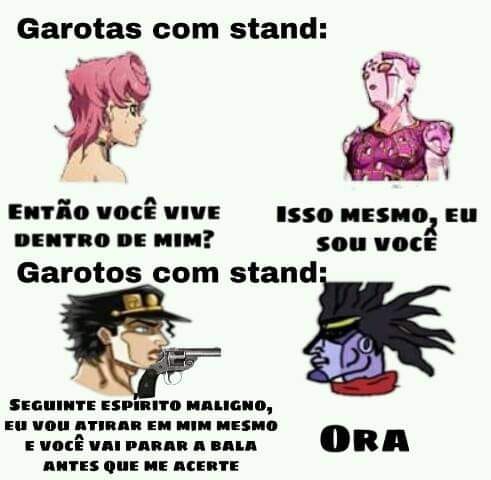 Garotas com stand:
Então você vive
dentro de mim?
Isso mesmo, eu
sou você
Garotos com stand:
Seguinte espírito maligno,
eu vou atirar em mim mesmo
e você vai parar a bala
antes que me acerte
Ora